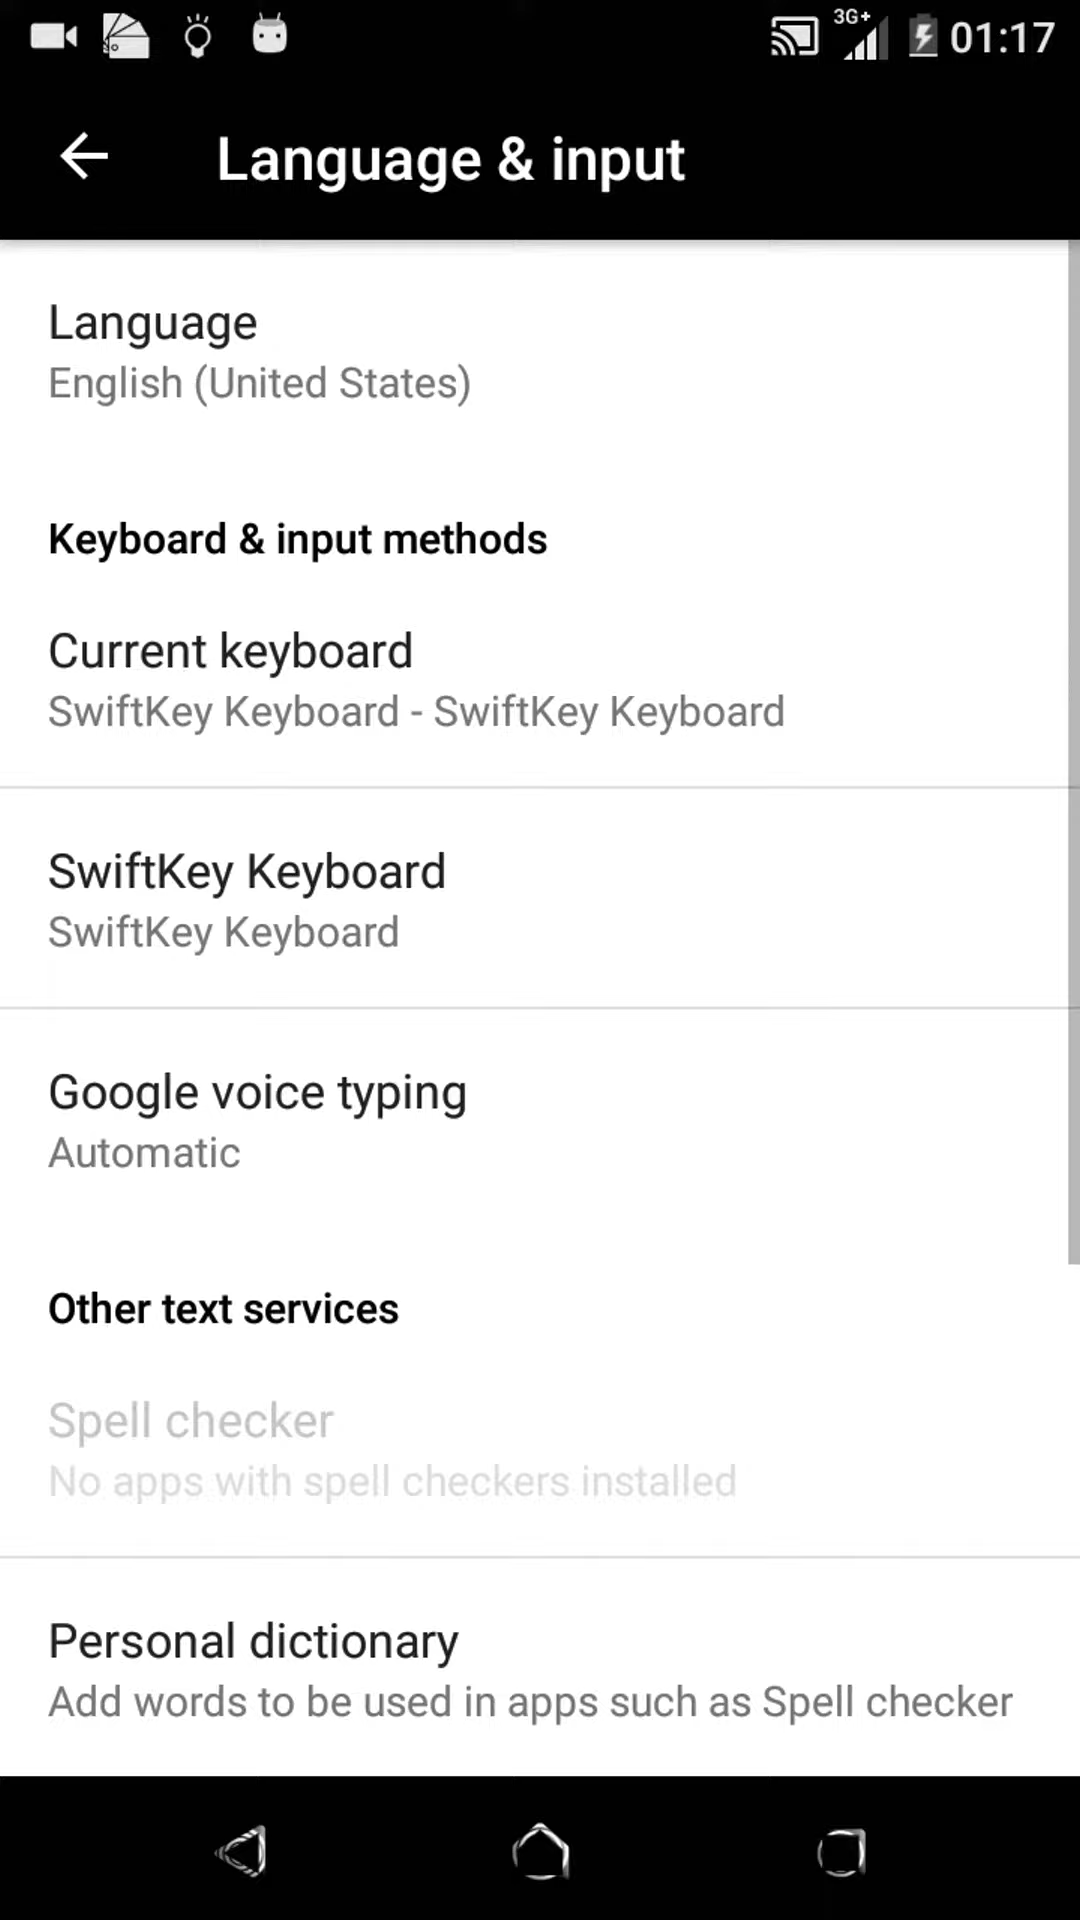 3G+ 01:17
Language & input
Language
English (United States)
Keyboard & input methods
Current keyboard
SwiftKey Keyboard - SwiftKey Keyboard
SwiftKey Keyboard
SwiftKey Keyboard
Google voice typing
Automatic
Other text services
Spell checker
No apps with spell checkers installed
Personal dictionary
Add words to be used in apps such as Spell checker